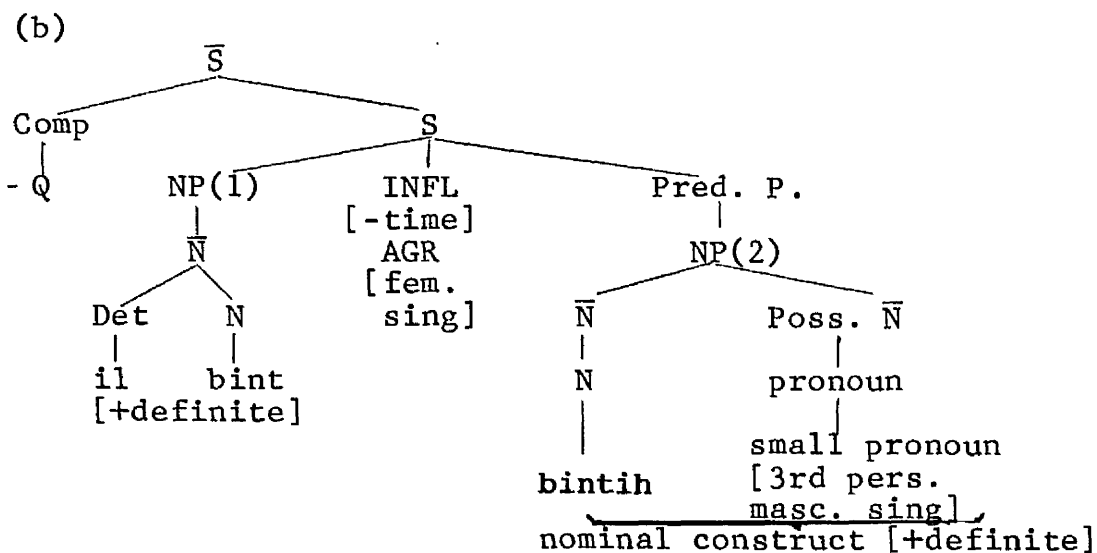 (b)
S̅
Comp S
- Q NP(1) INFL Pred. P.
[-time]
N̅ AGR NP(2)
[fem.
Det N sing] N̅ Poss. N̅
il bint N pronoun
[+definite]
small pronoun
bintih [3rd pers.
masc. sing]
nominal construct [+definite]